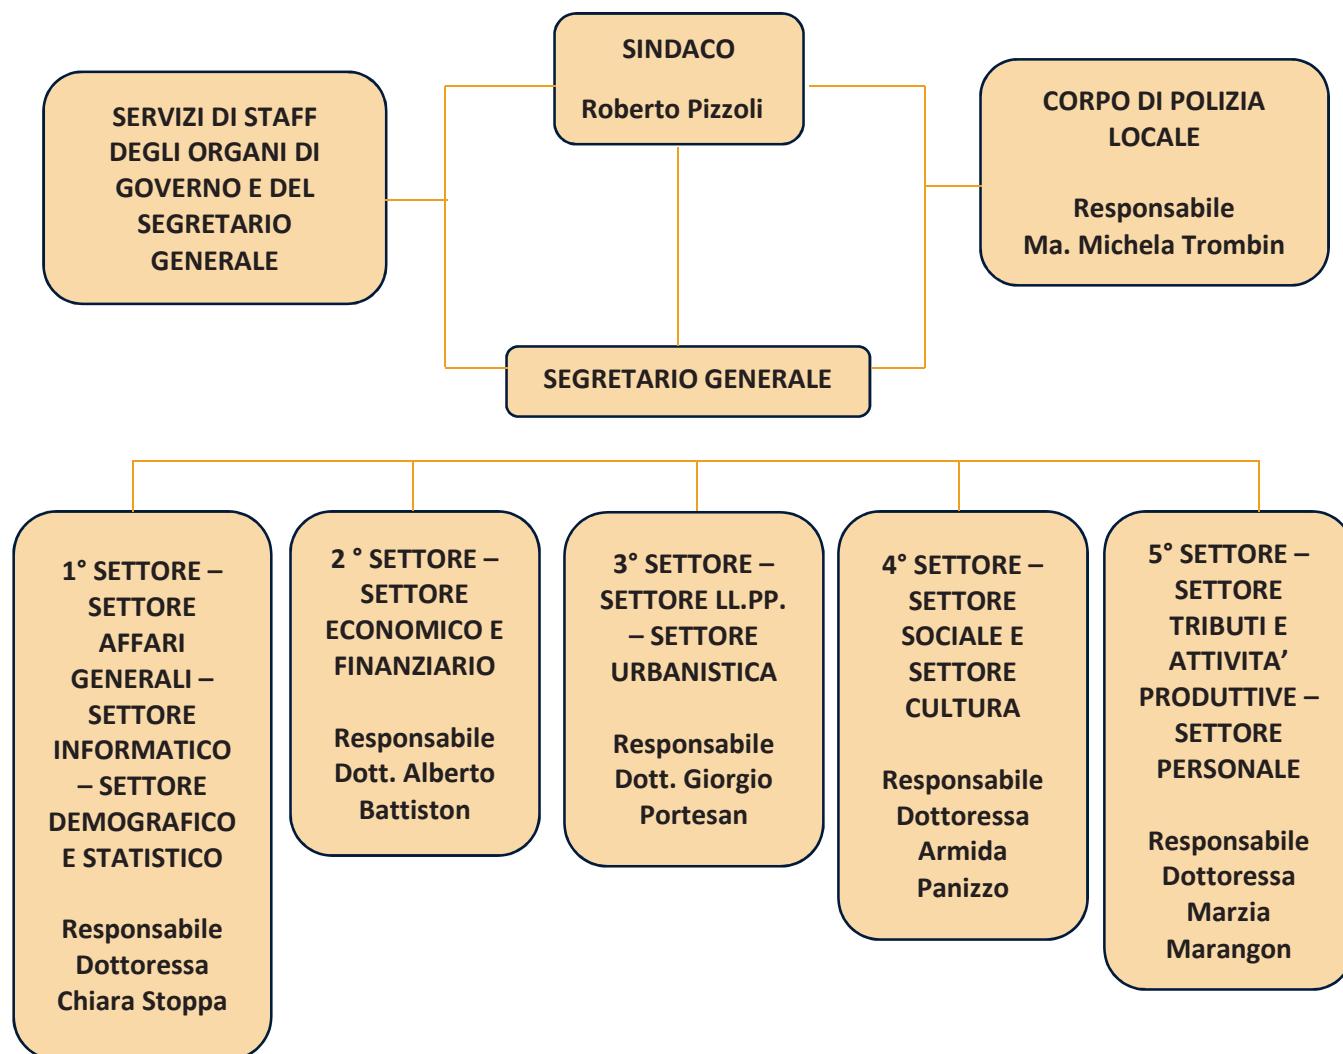 SINDACO
Roberto Pizzoli
SERVIZI DI STAFF
DEGLI ORGANI DI
GOVERNO E DEL
SEGRETARIO
GENERALE
CORPO DI POLIZIA
LOCALE
Responsabile
Ma. Michela Trombin
SEGRETARIO GENERALE
1° SETTORE –
SETTORE
AFFARI
GENERALI –
SETTORE
INFORMATICO
– SETTORE
DEMOGRAFICO
E STATISTICO
Responsabile
Dottoressa
Chiara Stoppa
2 ° SETTORE –
SETTORE
ECONOMICO E
FINANZIARIO
Responsabile
Dott. Alberto
Battiston
3° SETTORE –
SETTORE LL.PP.
– SETTORE
URBANISTICA
Responsabile
Dott. Giorgio
Portesan
4° SETTORE –
SETTORE
SOCIALE E
SETTORE
CULTURA
Responsabile
Dottoressa
Armida
Panizzo
5° SETTORE –
SETTORE
TRIBUTI E
ATTIVITA’
PRODUTTIVE –
SETTORE
PERSONALE
Responsabile
Dottoressa
Marzia
Marangon